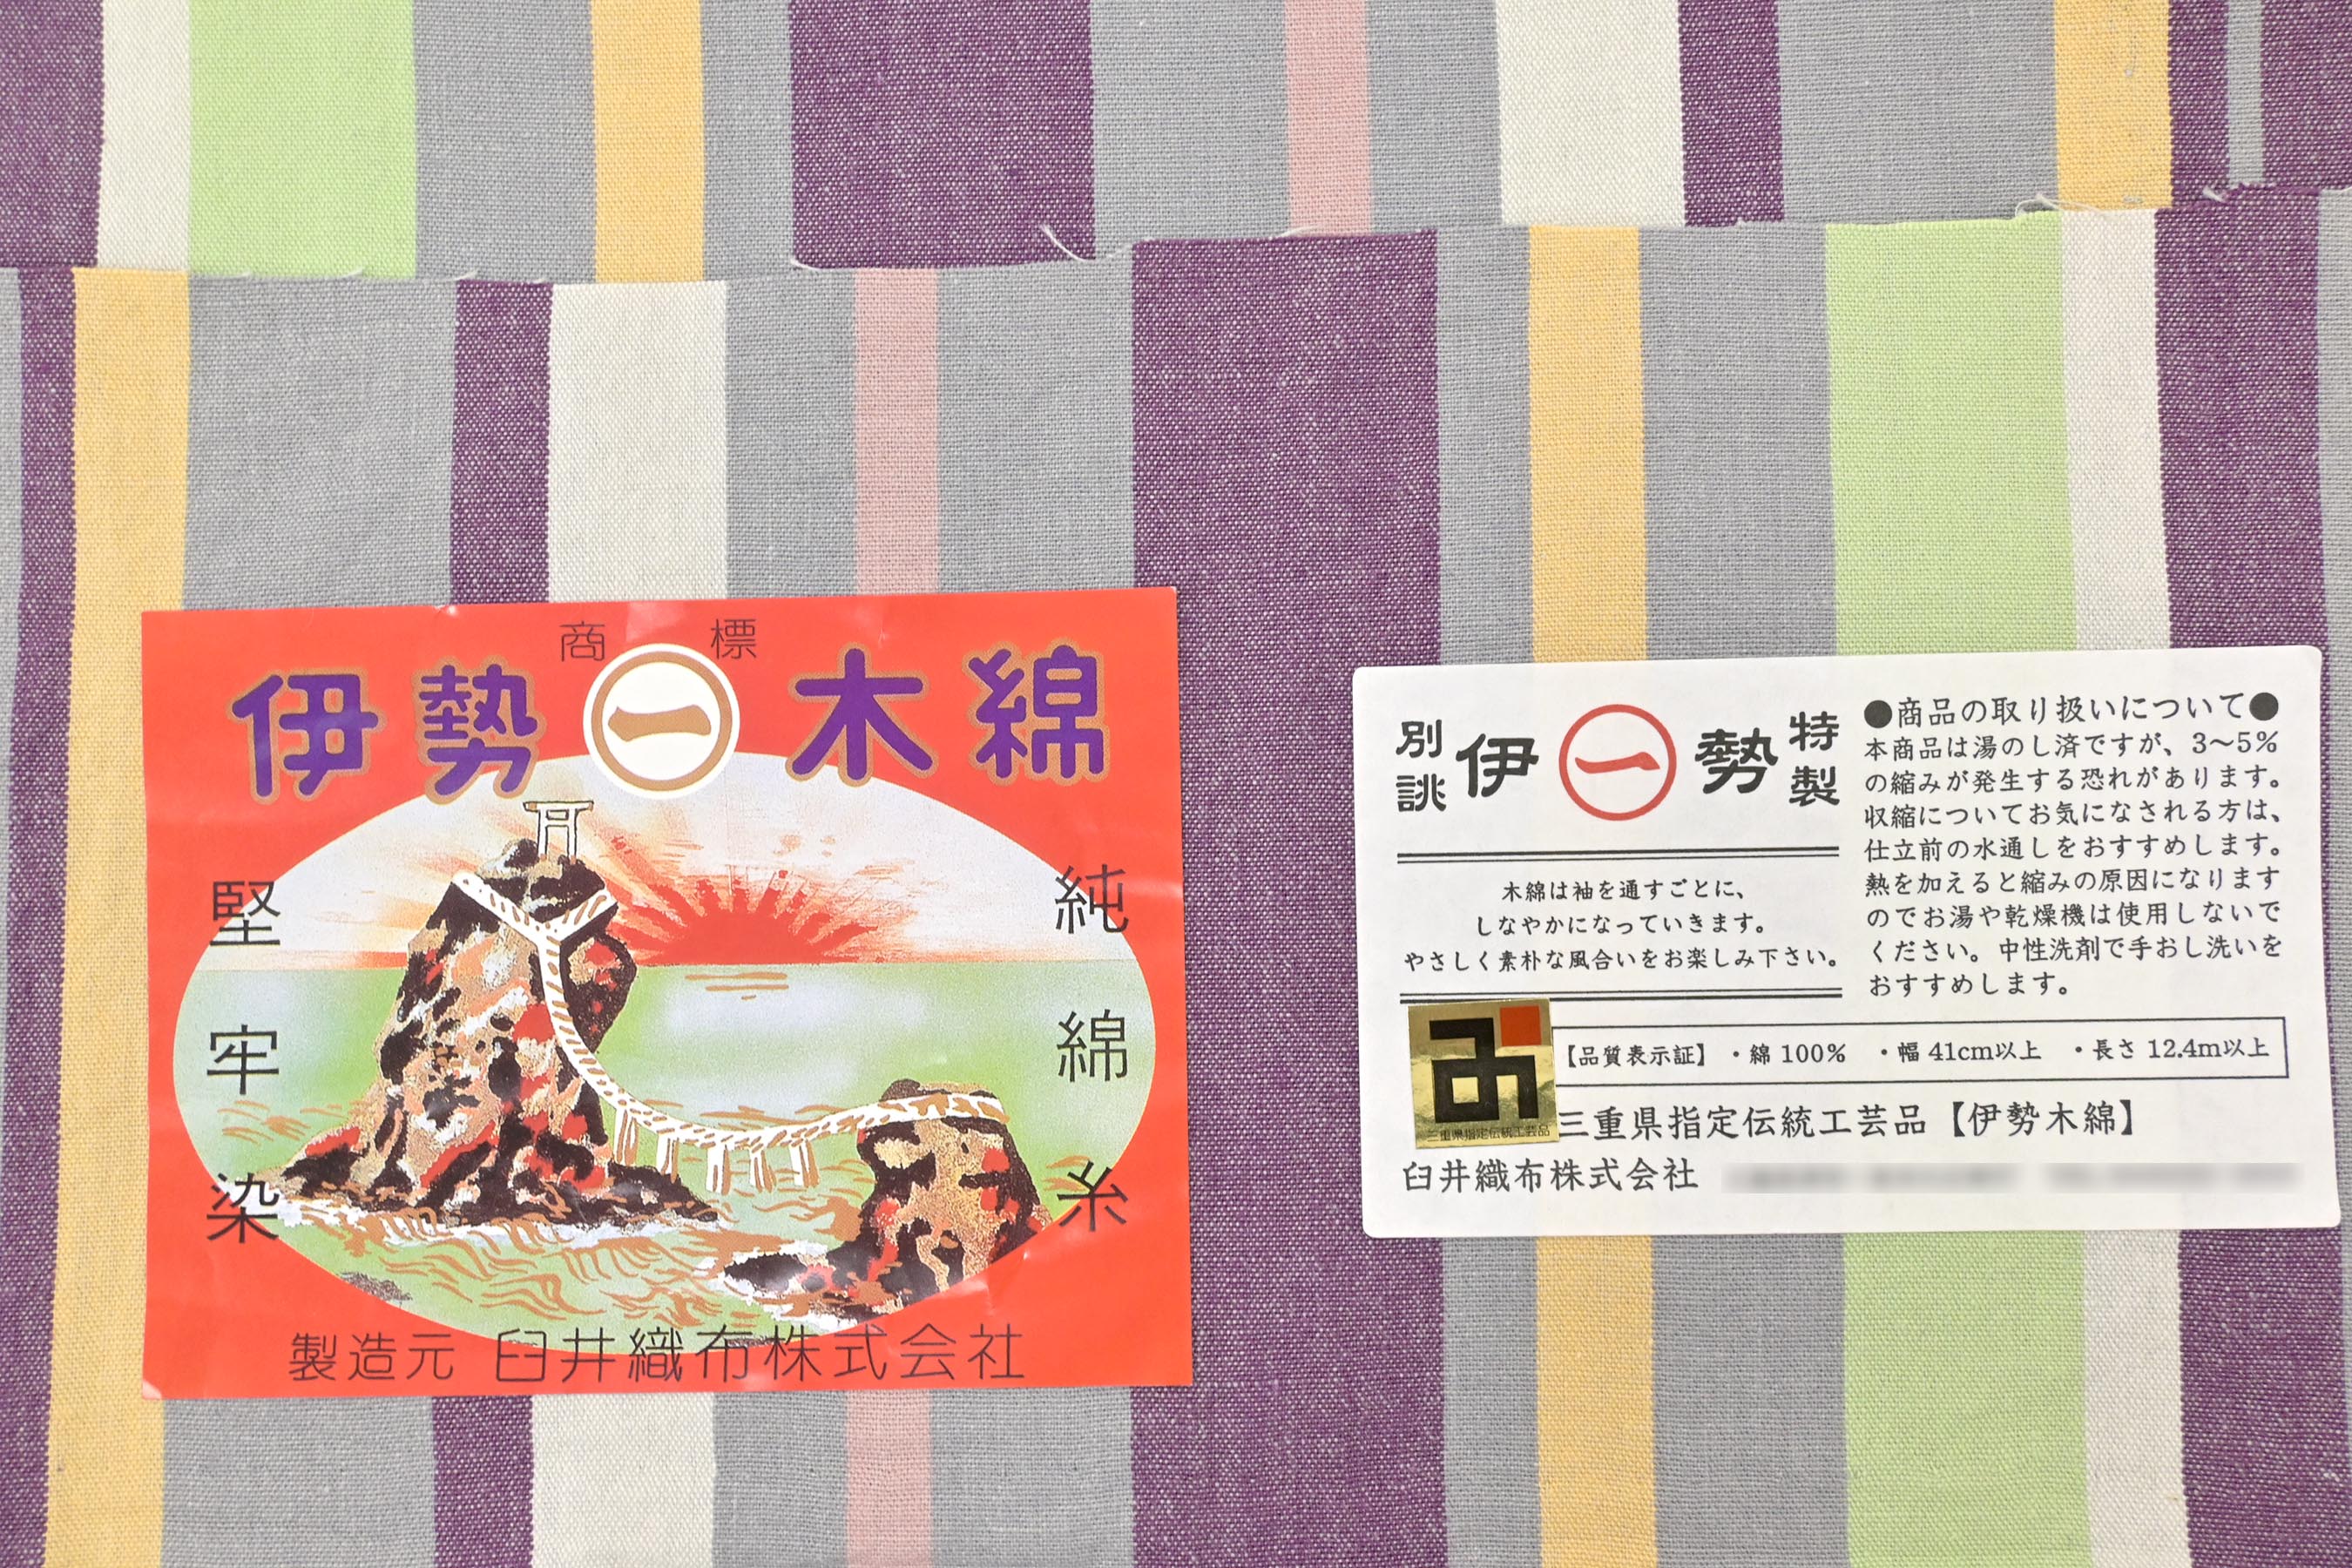 商標
伊勢 一 木綿
堅牢染
純綿糸
製造元 臼井織布株式会社
別誂 伊 一 勢 特製
木綿は袖を通すごとに、
しなやかになっていきます。
やさしく素朴な風合いをお楽しみ下さい。
●商品の取り扱いについて●
本商品は湯のし済ですが、3〜5%
の縮みが発生する恐れがあります。
収縮についてお気になされる方は、
仕立前の水通しをおすすめします。
熱を加えると縮みの原因になります
のでお湯や乾燥機は使用しないで
ください。中性洗剤で手おし洗いを
おすすめします。
【品質表示証】・綿 100% ・幅 41cm以上 ・長さ 12.4m以上
三重県指定伝統工芸品
三重県指定伝統工芸品【伊勢木綿】
臼井織布株式会社